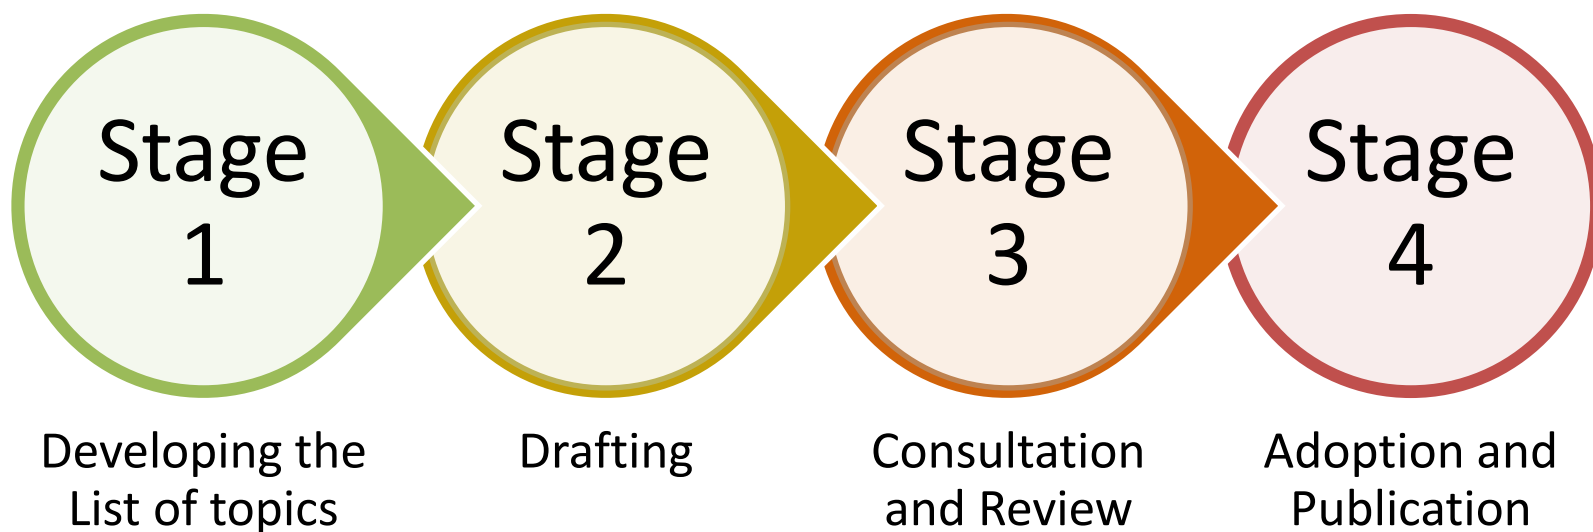 Stage
1
Stage
2
Stage
3
Stage
4
Developing the
List of topics
Drafting
Consultation
and Review
Adoption and
Publication